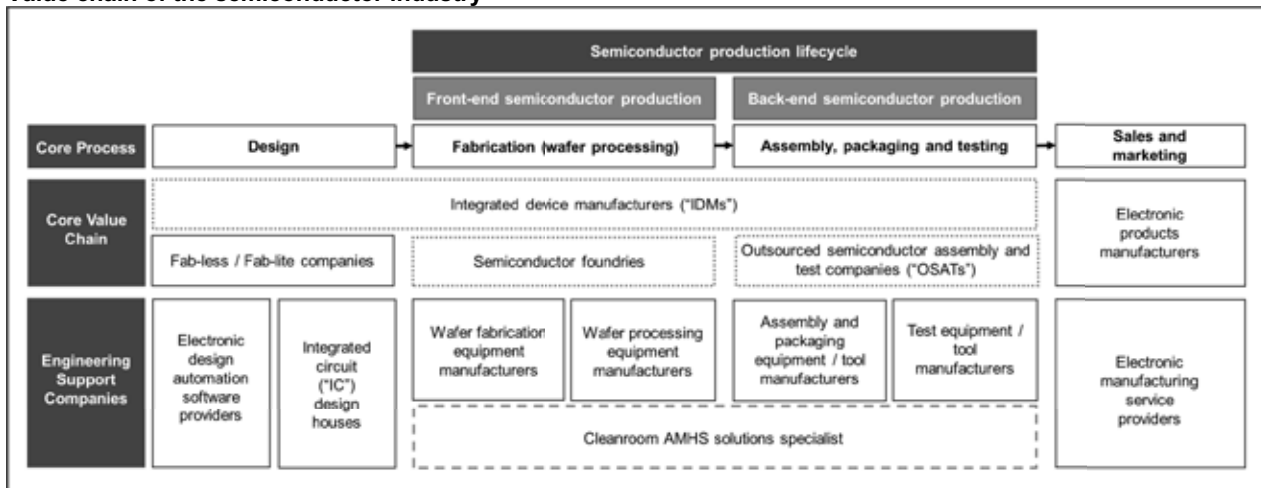 Value chain of the semiconductor industry
Semiconductor production lifecycle
Front-end semiconductor production
Back-end semiconductor production
Core Process
Design
Fabrication (wafer processing)
Assembly, packaging and testing
Sales and
marketing
Core Value
Chain
Integrated device manufacturers (“IDMs”)
Electronic
products
manufacturers
Fab-less / Fab-lite companies
Semiconductor foundries
Outsourced semiconductor assembly and
test companies (“OSATs”)
Engineering
Support
Companies
Electronic
design
automation
software
providers
Integrated
circuit
(“IC”)
design
houses
Wafer fabrication
equipment
manufacturers
Wafer processing
equipment
manufacturers
Assembly and
packaging
equipment / tool
manufacturers
Test equipment /
tool
manufacturers
Electronic
manufacturing
service
providers
Cleanroom AMHS solutions specialist